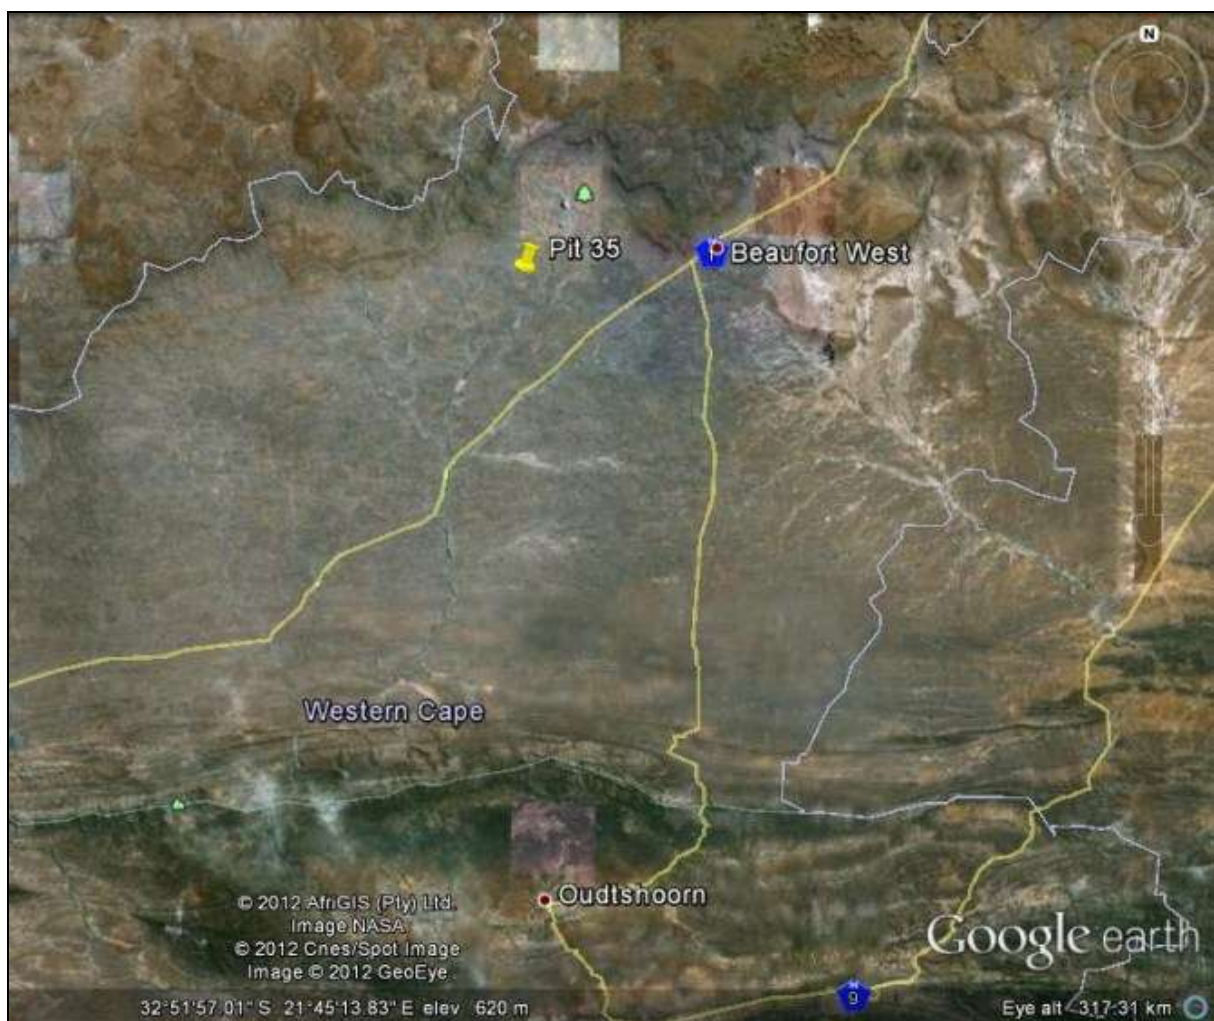 N
Pit 35
Beaufort West
Western Cape
Oudtshoorn
© 2012 AfriGIS (Pty) Ltd.
Image NASA
© 2012 Cnes/Spot Image
Image © 2012 GeoEye
Google earth
9
32°51'57.01" S 21°45'13.83" E elev 620 m
Eye alt 317.31 km